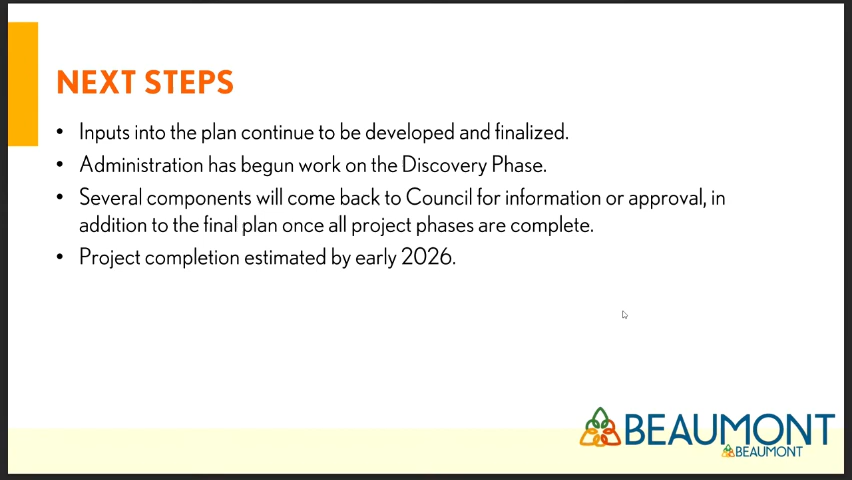 NEXT STEPS
• Inputs into the plan continue to be developed and finalized.
• Administration has begun work on the Discovery Phase.
• Several components will come back to Council for information or approval, in
addition to the final plan once all project phases are complete.
• Project completion estimated by early 2026.
BEAUMONT
BEAUMONT